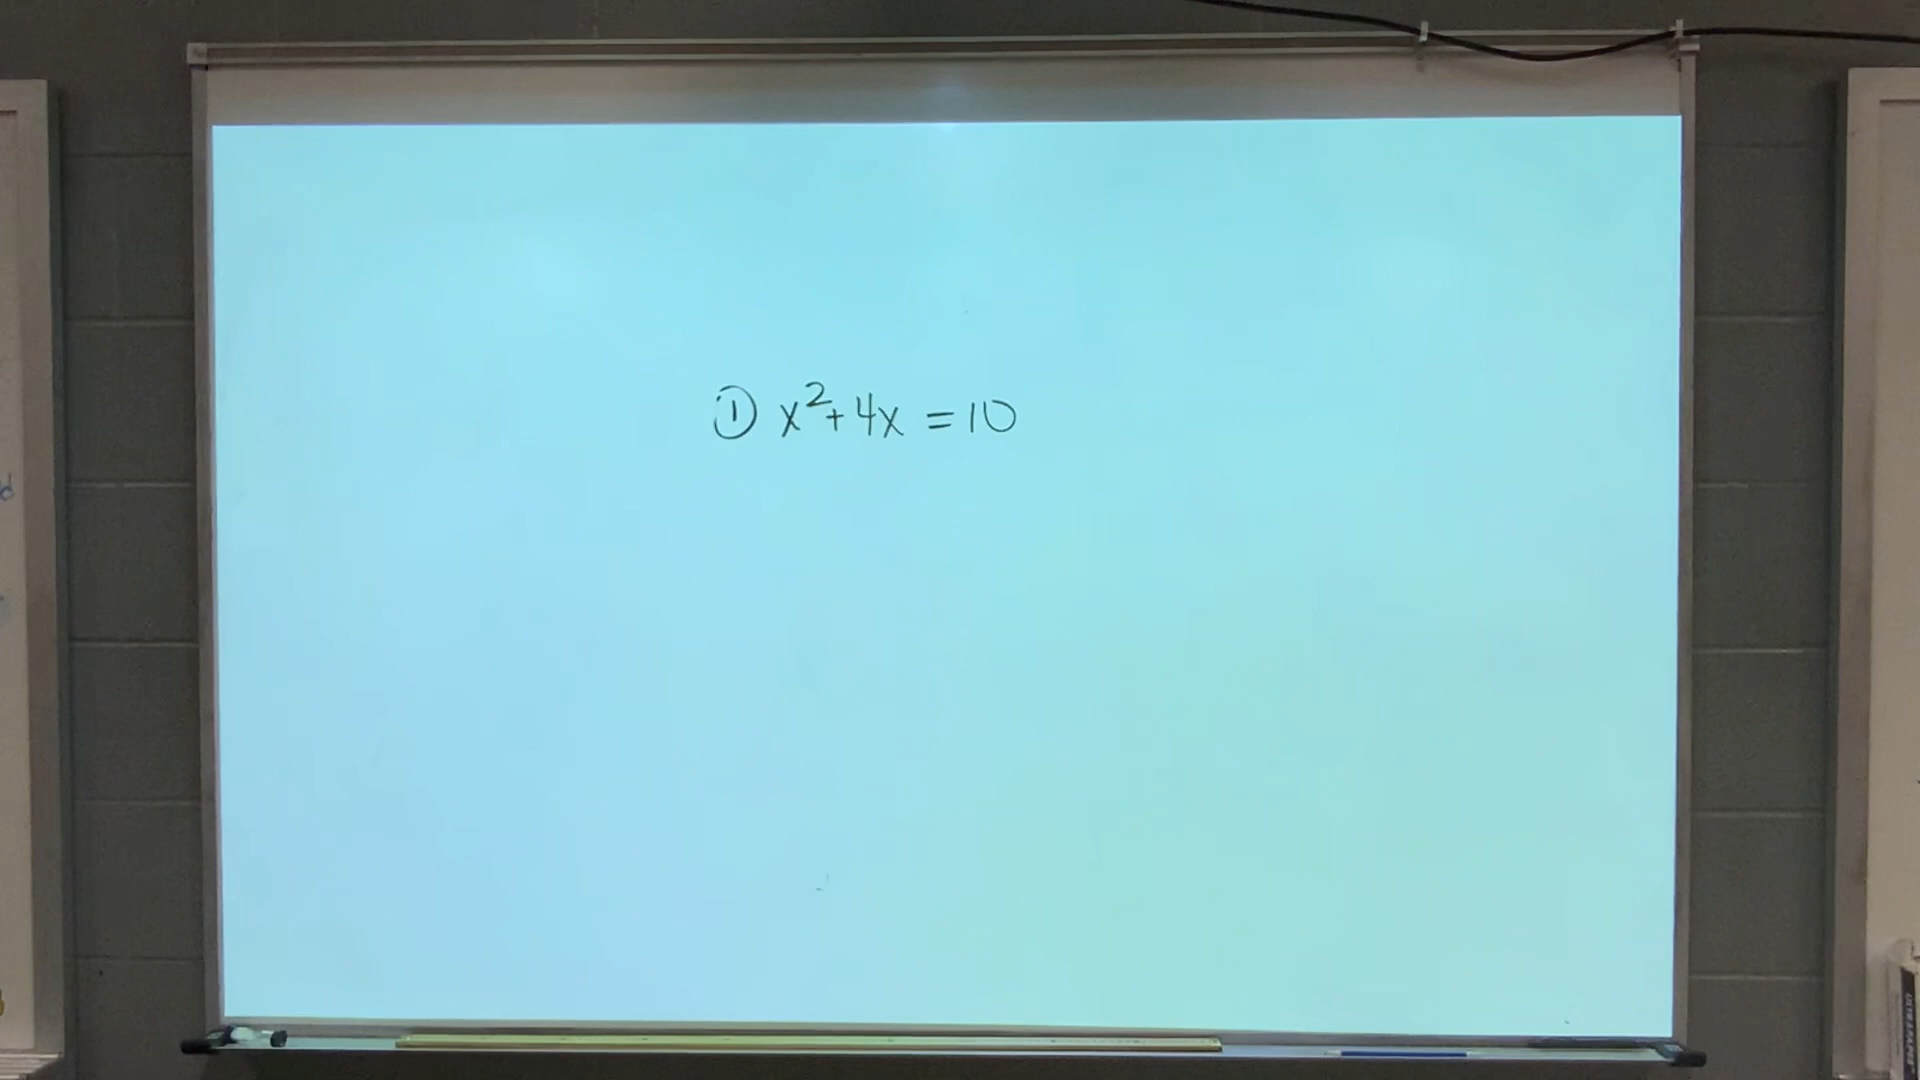 ① x²+4x = 10